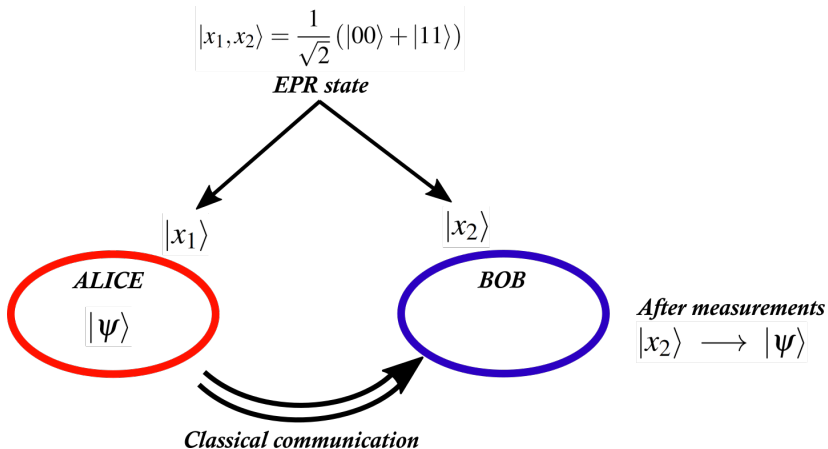 |x₁, x₂⟩ = 1/√2 (|00⟩ + |11⟩)
EPR state
|x₁⟩
|x₂⟩
ALICE
BOB
|ψ⟩
After measurements
|x₂⟩ ⟶ |ψ⟩
Classical communication